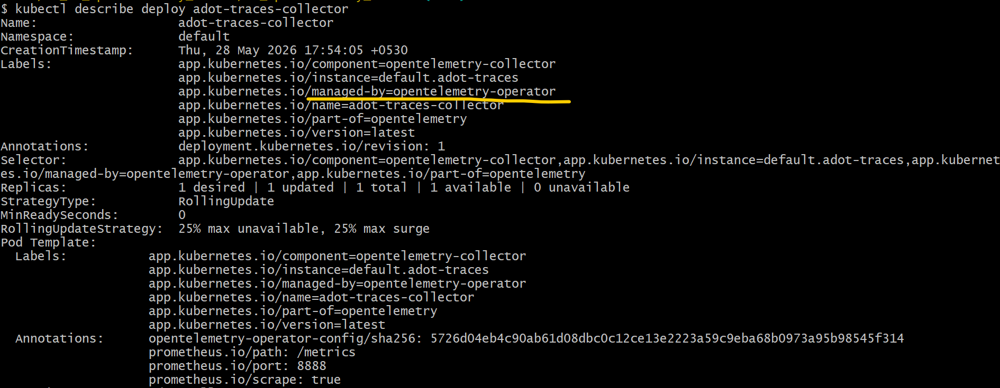 $ kubectl describe deploy adot-traces-collector
Name:                   adot-traces-collector
Namespace:              default
CreationTimestamp:      Thu, 28 May 2026 17:54:05 +0530
Labels:                 app.kubernetes.io/component=opentelemetry-collector
                        app.kubernetes.io/instance=default.adot-traces
                        app.kubernetes.io/managed-by=opentelemetry-operator
                        app.kubernetes.io/name=adot-traces-collector
                        app.kubernetes.io/part-of=opentelemetry
                        app.kubernetes.io/version=latest
Annotations:            deployment.kubernetes.io/revision: 1
Selector:               app.kubernetes.io/component=opentelemetry-collector,app.kubernetes.io/instance=default.adot-traces,app.kubernet
es.io/managed-by=opentelemetry-operator,app.kubernetes.io/part-of=opentelemetry
Replicas:               1 desired | 1 updated | 1 total | 1 available | 0 unavailable
StrategyType:           RollingUpdate
MinReadySeconds:        0
RollingUpdateStrategy:  25% max unavailable, 25% max surge
Pod Template:
  Labels:           app.kubernetes.io/component=opentelemetry-collector
                    app.kubernetes.io/instance=default.adot-traces
                    app.kubernetes.io/managed-by=opentelemetry-operator
                    app.kubernetes.io/name=adot-traces-collector
                    app.kubernetes.io/part-of=opentelemetry
                    app.kubernetes.io/version=latest
  Annotations:      opentelemetry-operator-config/sha256: 5726d04eb4c90ab61d08dbc0c12ce13e2223a59c9eba68b0973a95b98545f314
                    prometheus.io/path: /metrics
                    prometheus.io/port: 8888
                    prometheus.io/scrape: true